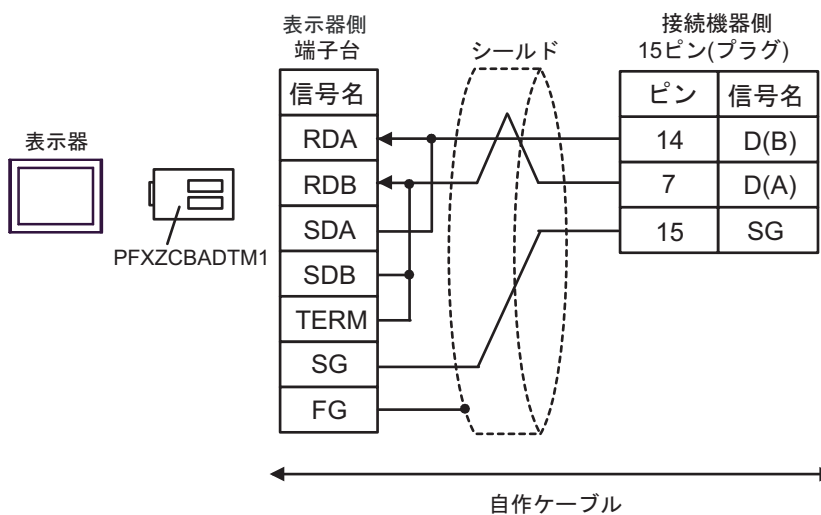 表示器
PFXZCBADTM1
表示器側
端子台
信号名
RDA
RDB
SDA
SDB
TERM
SG
FG
シールド
接続機器側
15ピン(プラグ)
ピン 信号名
14 D(B)
7 D(A)
15 SG
自作ケーブル